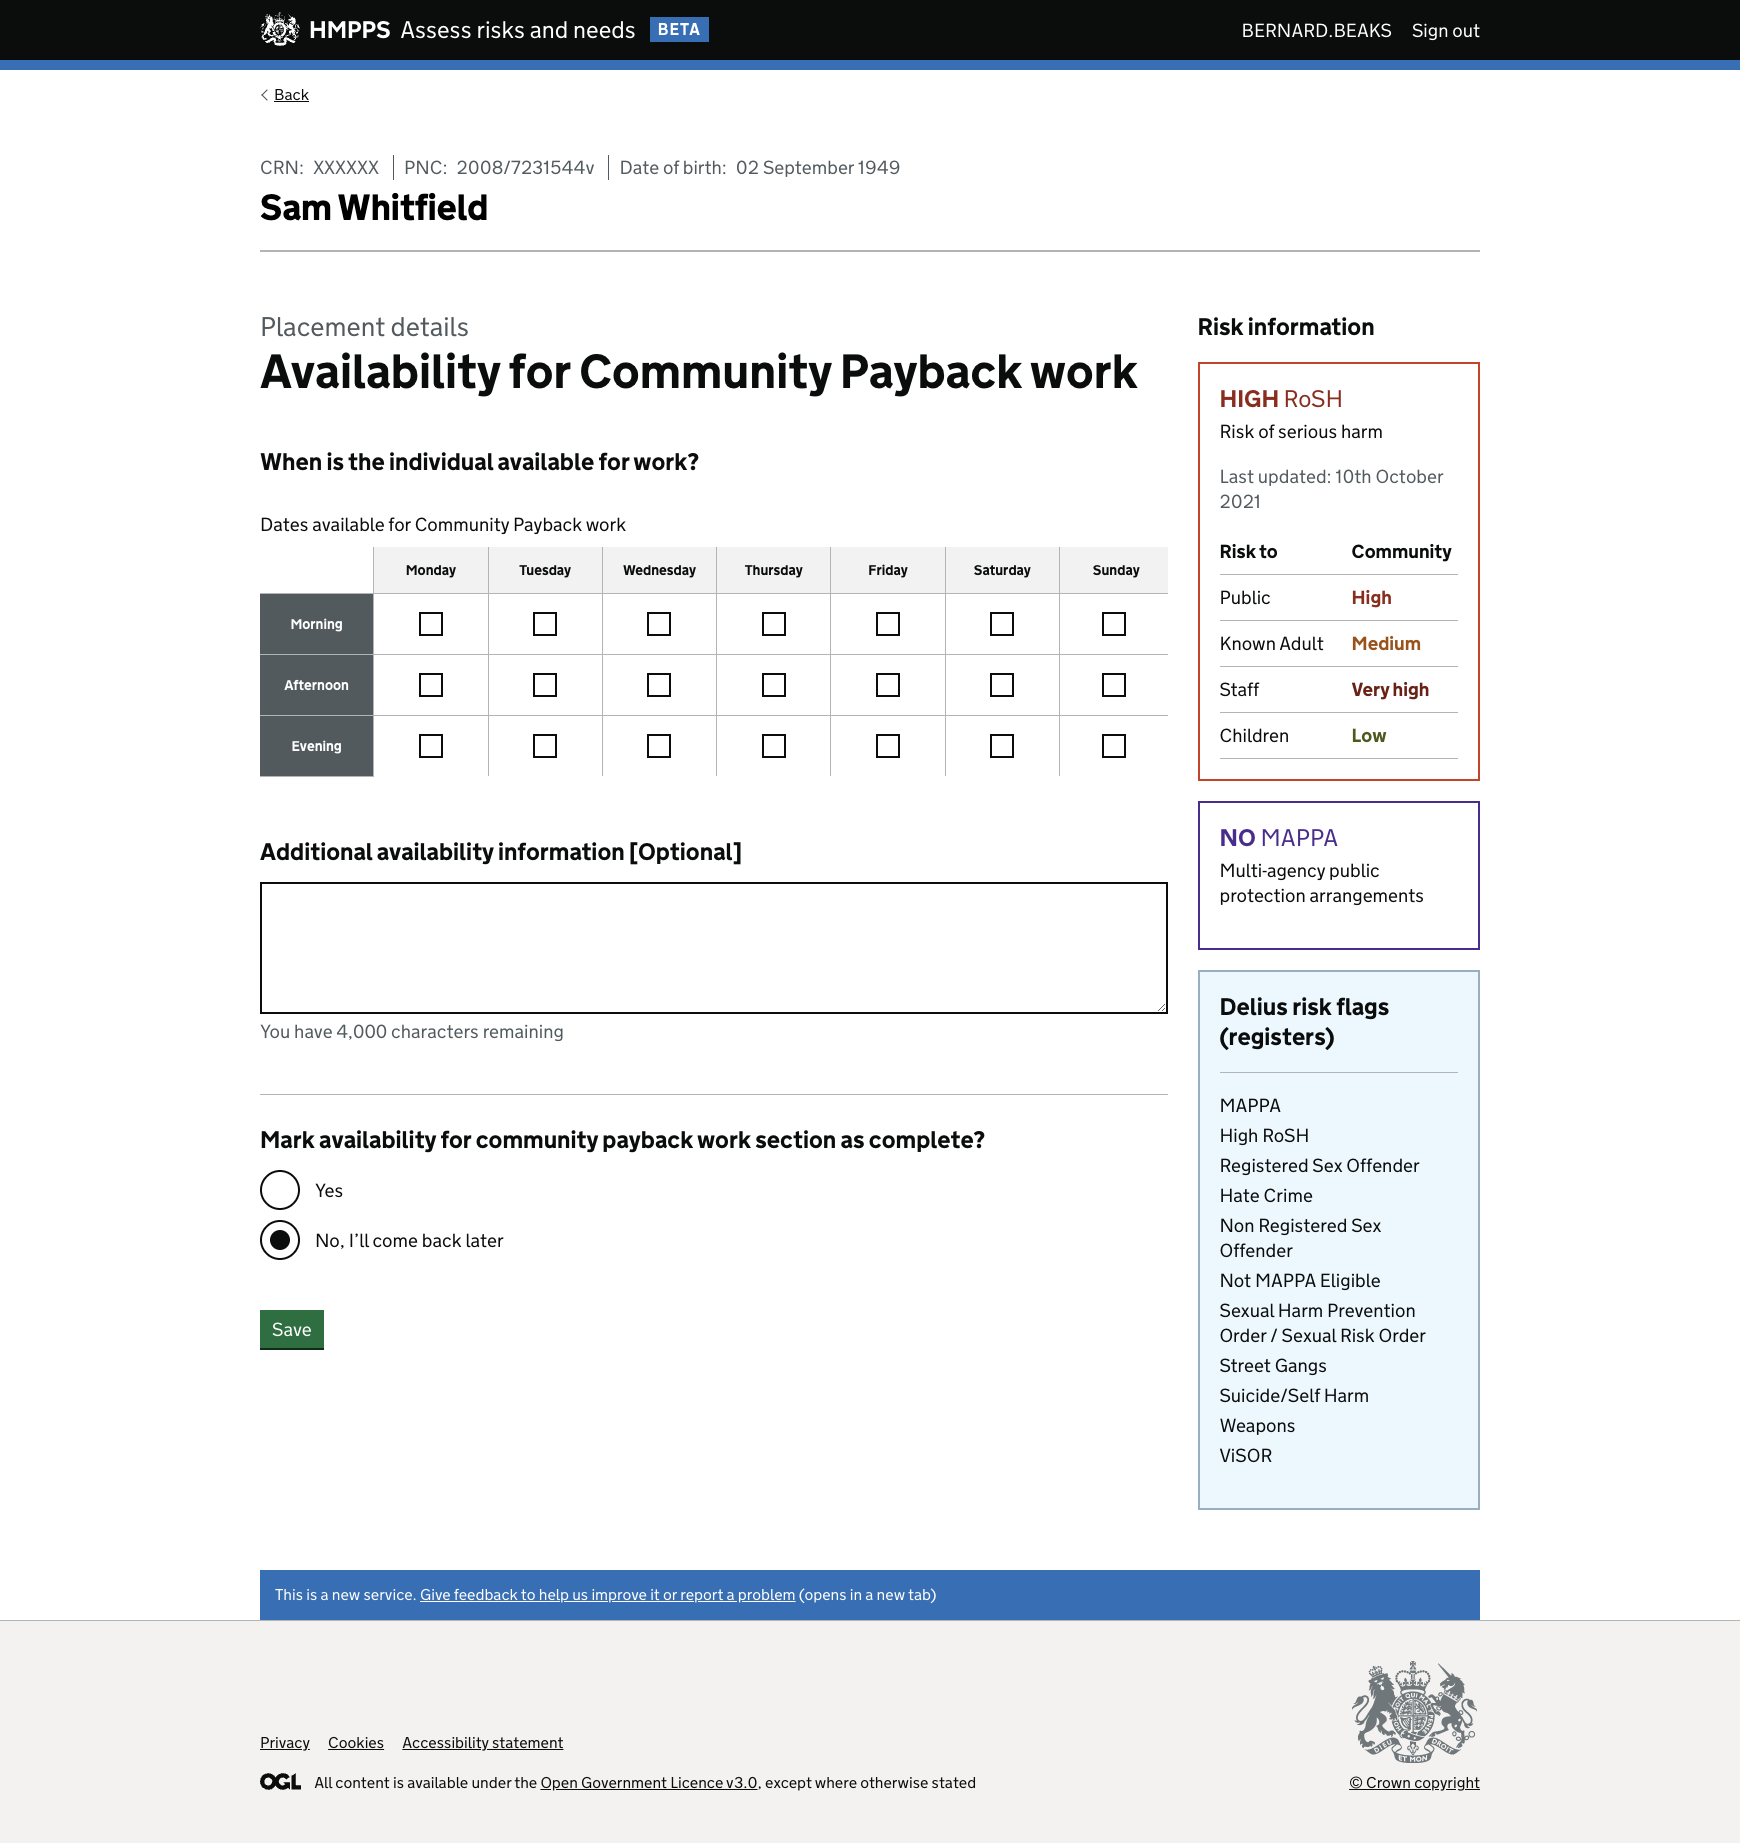 HMPPS Assess risks and needs BETA
BERNARD.BEAKS Sign out
Back
CRN: XXXXXX PNC: 2008/7231544v Date of birth: 02 September 1949
Sam Whitfield
Placement details
Availability for Community Payback work
When is the individual available for work?
Dates available for Community Payback work
Monday Tuesday Wednesday Thursday Friday Saturday Sunday
Morning
Afternoon
Evening
Additional availability information [Optional]
You have 4,000 characters remaining
Mark availability for community payback work section as complete?
Yes
No, I’ll come back later
Save
Risk information
HIGH RoSH
Risk of serious harm
Last updated: 10th October
2021
Risk to Community
Public High
Known Adult Medium
Staff Very high
Children Low
NO MAPPA
Multi-agency public
protection arrangements
Delius risk flags
(registers)
MAPPA
High RoSH
Registered Sex Offender
Hate Crime
Non Registered Sex
Offender
Not MAPPA Eligible
Sexual Harm Prevention
Order / Sexual Risk Order
Street Gangs
Suicide/Self Harm
Weapons
ViSOR
This is a new service. Give feedback to help us improve it or report a problem (opens in a new tab)
Privacy Cookies Accessibility statement
OGL All content is available under the Open Government Licence v3.0, except where otherwise stated
DIEU ET MON DROIT
© Crown copyright